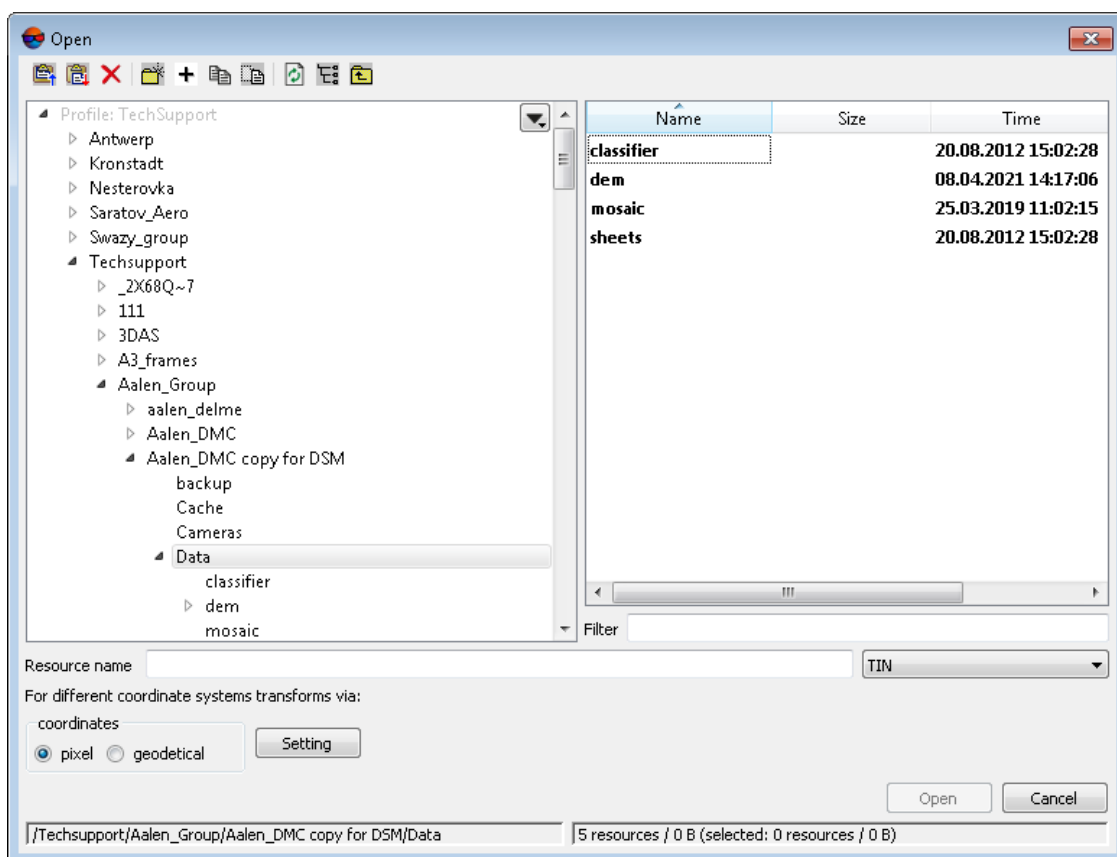 Open
Profile: TechSupport
Antwerp
Kronstadt
Nesterovka
Saratov_Aero
Swazy_group
Techsupport
_2X68Q~7
111
3DAS
A3_frames
Aalen_Group
aalen_delme
Aalen_DMC
Aalen_DMC copy for DSM
backup
Cache
Cameras
Data
classifier
dem
mosaic
Name Size Time
classifier 20.08.2012 15:02:28
dem 08.04.2021 14:17:06
mosaic 25.03.2019 11:02:15
sheets 20.08.2012 15:02:28
Filter
Resource name TIN
For different coordinate systems transforms via:
coordinates
pixel geodetical Setting
Open Cancel
/Techsupport/Aalen_Group/Aalen_DMC copy for DSM/Data 5 resources / 0 B (selected: 0 resources / 0 B)